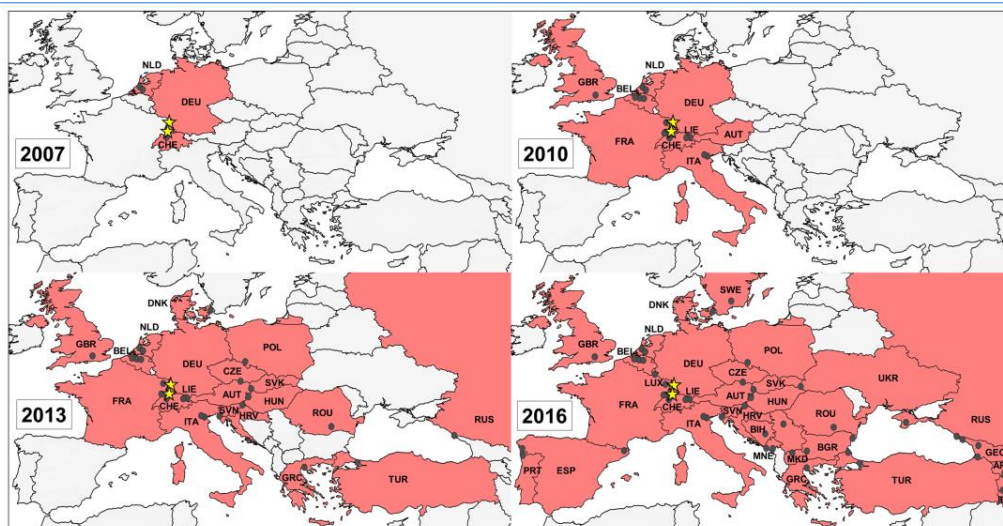 NLD
DEU
CHE
2007
NLD
GBR
BEL
DEU
LIE
AUT
FRA
CHE
ITA
2010
DNK
NLD
GBR
BEL
DEU
POL
CZE
SVK
LIE
AUT
HUN
FRA
CHE
SVN
HRV
ROU
ITA
RUS
GRC
TUR
2013
SWE
DNK
NLD
GBR
BEL
DEU
POL
CZE
UKR
LUX
SVK
LIE
AUT
HUN
FRA
CHE
SVN
HRV
ROU
ITA
BIH
RUS
BGR
MNE
MKD
GEO
PRT
ESP
GRC
TUR
2016